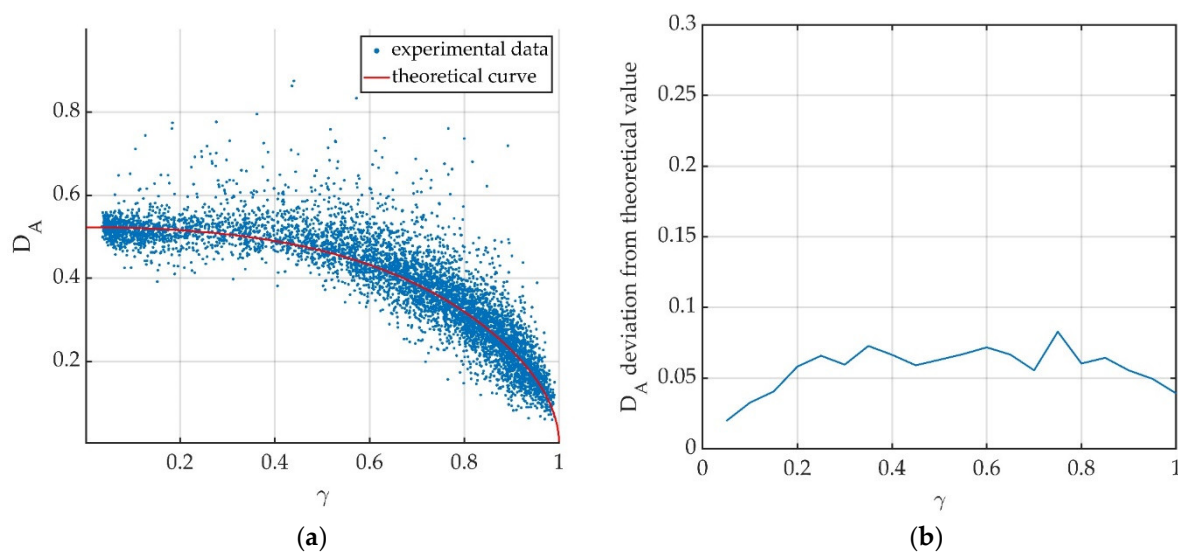 experimental data
theoretical curve
D_A
0.8
0.6
0.4
0.2
0.2 0.4 0.6 0.8 1
γ
(a)
D_A deviation from theoretical value
0.3
0.25
0.2
0.15
0.1
0.05
0
0 0.2 0.4 0.6 0.8 1
γ
(b)